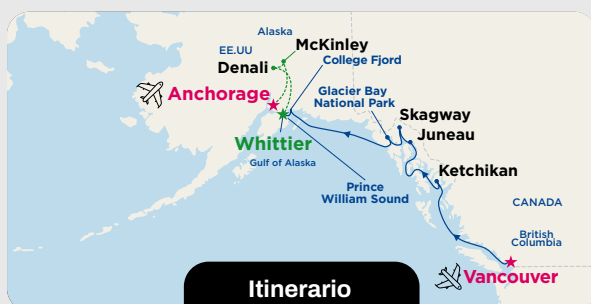 Alaska
EE.UU
McKinley
College Fjord
Denali
Anchorage
Glacier Bay
National Park
Skagway
Juneau
Whittier
Gulf of Alaska
Ketchikan
Prince
William Sound
CANADA
British
Columbia
Vancouver
Itinerario